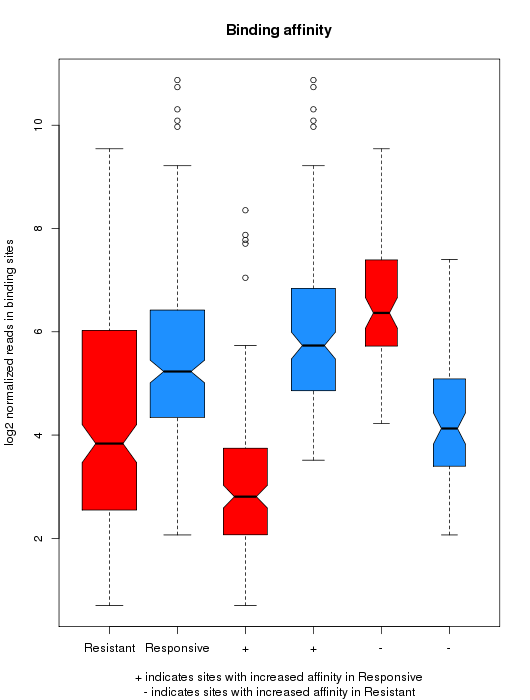 Binding affinity
log2 normalized reads in binding sites
10
8
6
4
2
Resistant Responsive + + - -
+ indicates sites with increased affinity in Responsive
- indicates sites with increased affinity in Resistant